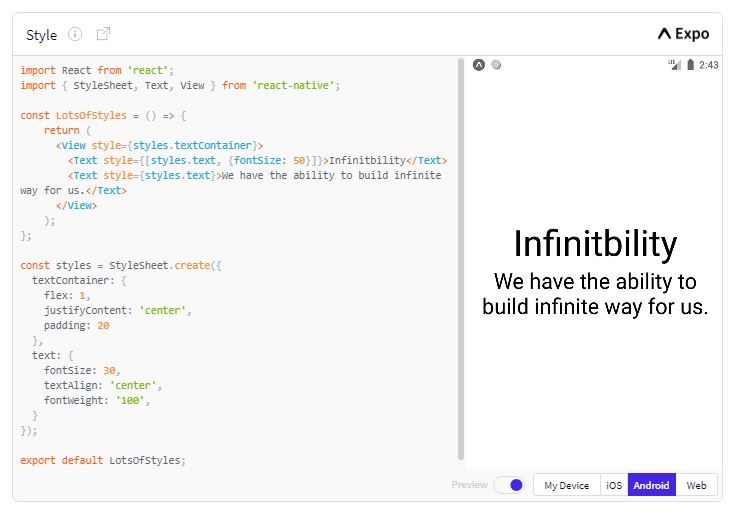 Style
Expo
import React from 'react';
import { StyleSheet, Text, View } from 'react-native';
const LotsOfStyles = () => {
return (
<View style={styles.textContainer}>
<Text style={[styles.text, {fontSize: 50}]}>Infinitbility</Text>
<Text style={styles.text}>We have the ability to build infinite
way for us.</Text>
</View>
);
};
const styles = StyleSheet.create({
textContainer: {
flex: 1,
justifyContent: 'center',
padding: 20
},
text: {
fontSize: 30,
textAlign: 'center',
fontWeight: '100',
}
});
export default LotsOfStyles;
LTE 2:43
Infinitbility
We have the ability to
build infinite way for us.
Preview My Device iOS Android Web